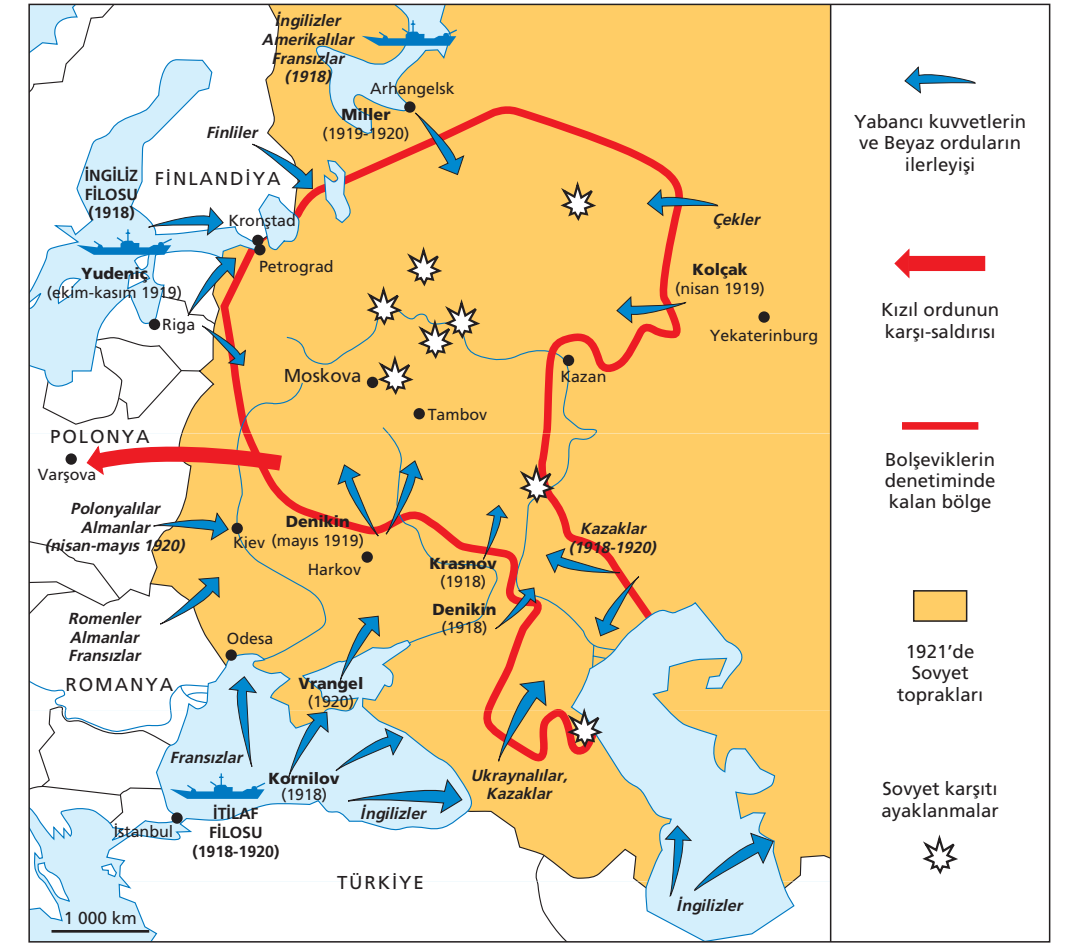 İngilizler
Amerikalılar
Fransızlar
(1918)
Arhangelsk
Miller
(1919-1920)
Finliler
İNGİLİZ
FİLOSU
(1918)
FİNLANDİYA
Kronştad
Petrograd
Yudeniç
(ekim-kasım 1919)
Riga
Çekler
Kolçak
(nisan 1919)
Yekaterinburg
Kazan
Moskova
Tambov
POLONYA
Varşova
Polonyalılar
Almanlar
(nisan-mayıs 1920)
Kiev
Denikin
(mayıs 1919)
Harkov
Krasnov
(1918)
Denikin
(1918)
Kazaklar
(1918-1920)
Romenler
Almanlar
Fransızlar
Odesa
ROMANYA
Vrangel
(1920)
Fransızlar
Kornilov
(1918)
İngilizler
Ukraynalılar,
Kazaklar
İstanbul
İTİLAF
FİLOSU
(1918-1920)
TÜRKİYE
İngilizler
1 000 km
Yabancı kuvvetlerin
ve Beyaz orduların
ilerleyişi
Kızıl ordunun
karşı-saldırısı
Bolşeviklerin
denetiminde
kalan bölge
1921'de
Sovyet
toprakları
Sovyet karşıtı
ayaklanmalar